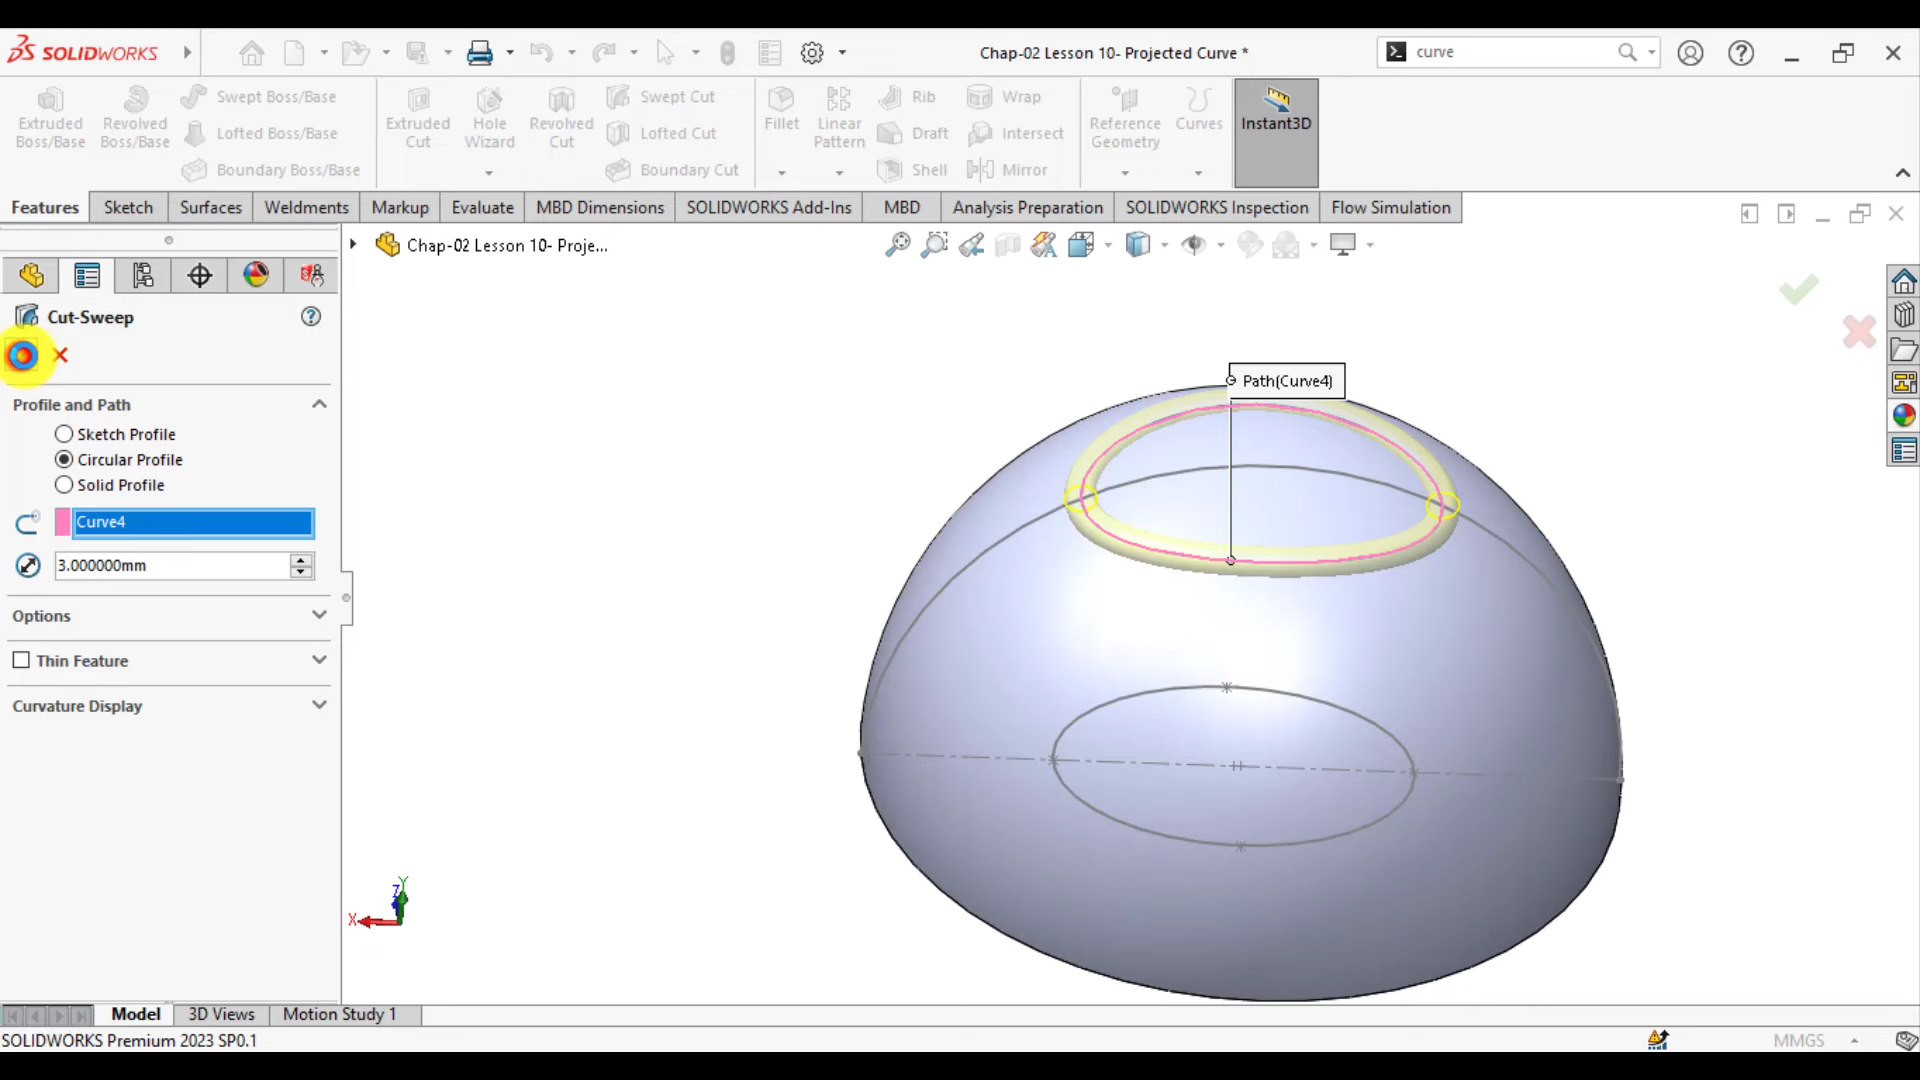 SOLIDWORKS
Chap-02 Lesson 10- Projected Curve *
curve
Extruded Boss/Base
Revolved Boss/Base
Swept Boss/Base
Lofted Boss/Base
Boundary Boss/Base
Extruded Cut
Hole Wizard
Revolved Cut
Swept Cut
Lofted Cut
Boundary Cut
Fillet
Linear Pattern
Rib
Draft
Shell
Wrap
Intersect
Mirror
Reference Geometry
Curves
Instant3D
Features
Sketch
Surfaces
Weldments
Markup
Evaluate
MBD Dimensions
SOLIDWORKS Add-Ins
MBD
Analysis Preparation
SOLIDWORKS Inspection
Flow Simulation
Chap-02 Lesson 10- Proje...
Cut-Sweep
Profile and Path
Sketch Profile
Circular Profile
Solid Profile
Curve4
3.000000mm
Options
Thin Feature
Curvature Display
Path(Curve4)
Y
Z
X
Model
3D Views
Motion Study 1
SOLIDWORKS Premium 2023 SP0.1
MMGS